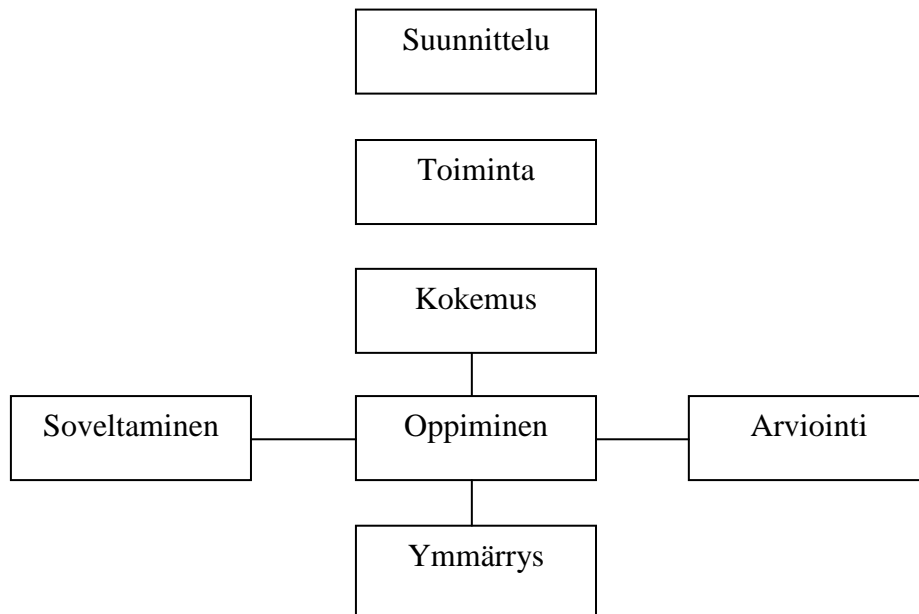 Suunnittelu
Toiminta
Kokemus
Soveltaminen
Oppiminen
Arviointi
Ymmärrys